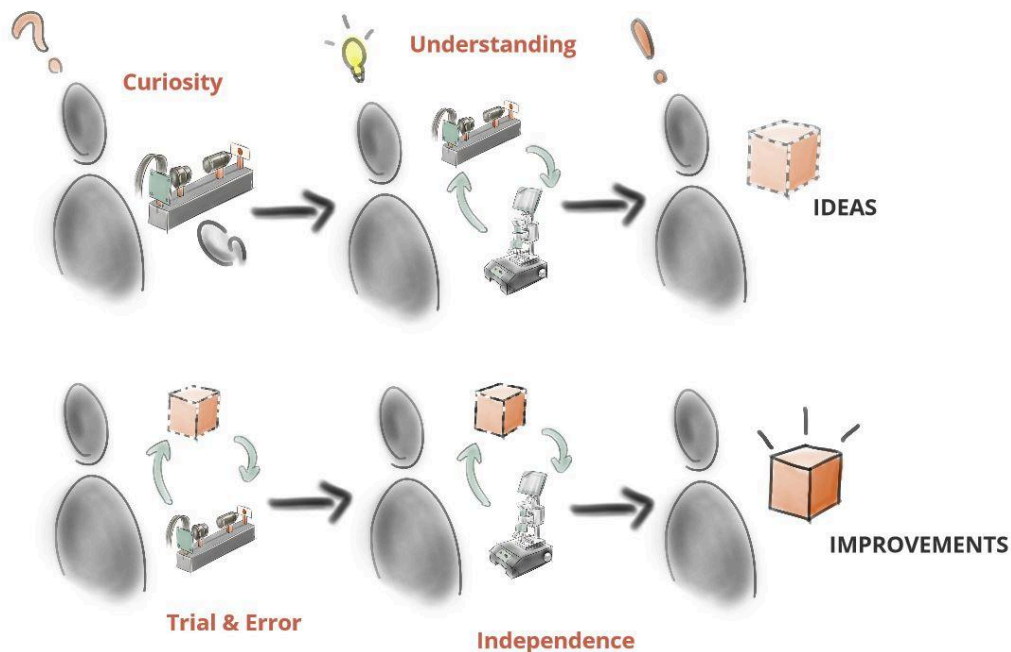 Curiosity
Understanding
IDEAS
Trial & Error
Independence
IMPROVEMENTS